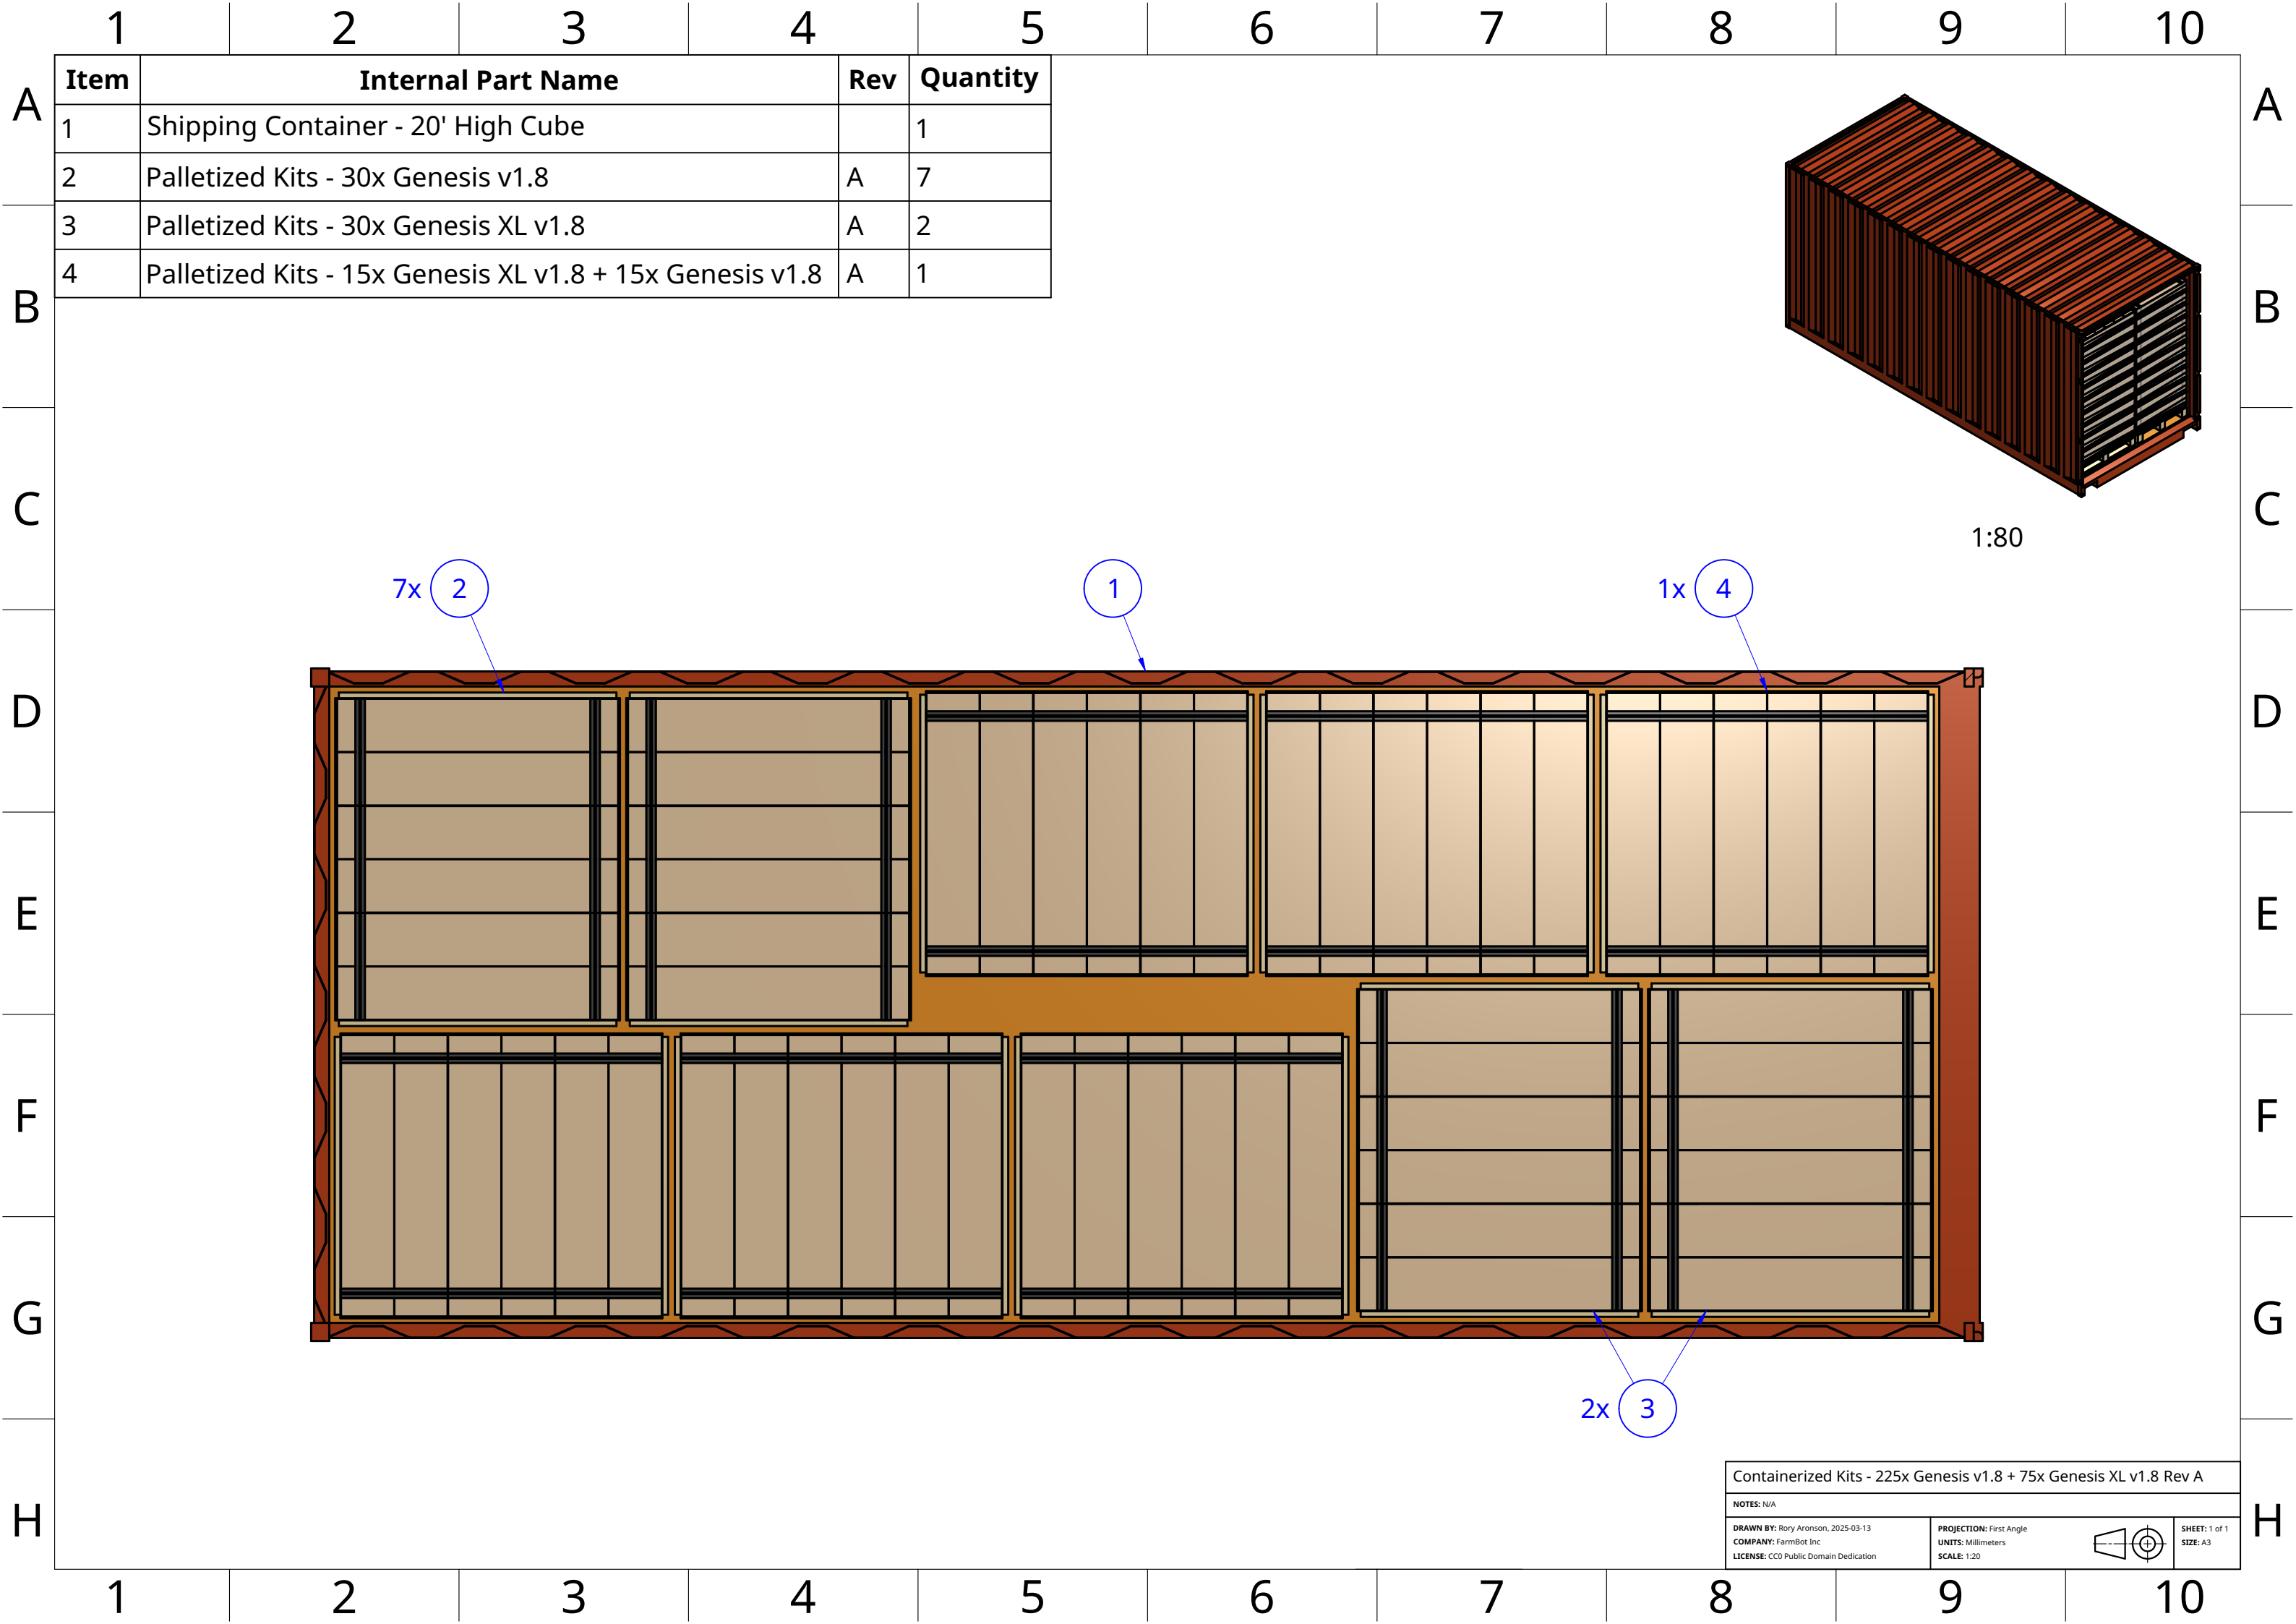 1 2 3 4 5 6 7 8 9 10
A A
Item Internal Part Name Rev Quantity
1 Shipping Container - 20' High Cube 1
2 Palletized Kits - 30x Genesis v1.8 A 7
3 Palletized Kits - 30x Genesis XL v1.8 A 2
4 Palletized Kits - 15x Genesis XL v1.8 + 15x Genesis v1.8 A 1
B B
C C
1:80
7x 2
1
1x 4
D D
E E
F F
G G
2x 3
H H
Containerized Kits - 225x Genesis v1.8 + 75x Genesis XL v1.8 Rev A
NOTES: N/A
DRAWN BY: Rory Aronson, 2025-03-13
COMPANY: FarmBot Inc
LICENSE: CC0 Public Domain Dedication
PROJECTION: First Angle
UNITS: Millimeters
SCALE: 1:20
SHEET: 1 of 1
SIZE: A3
1 2 3 4 5 6 7 8 9 10